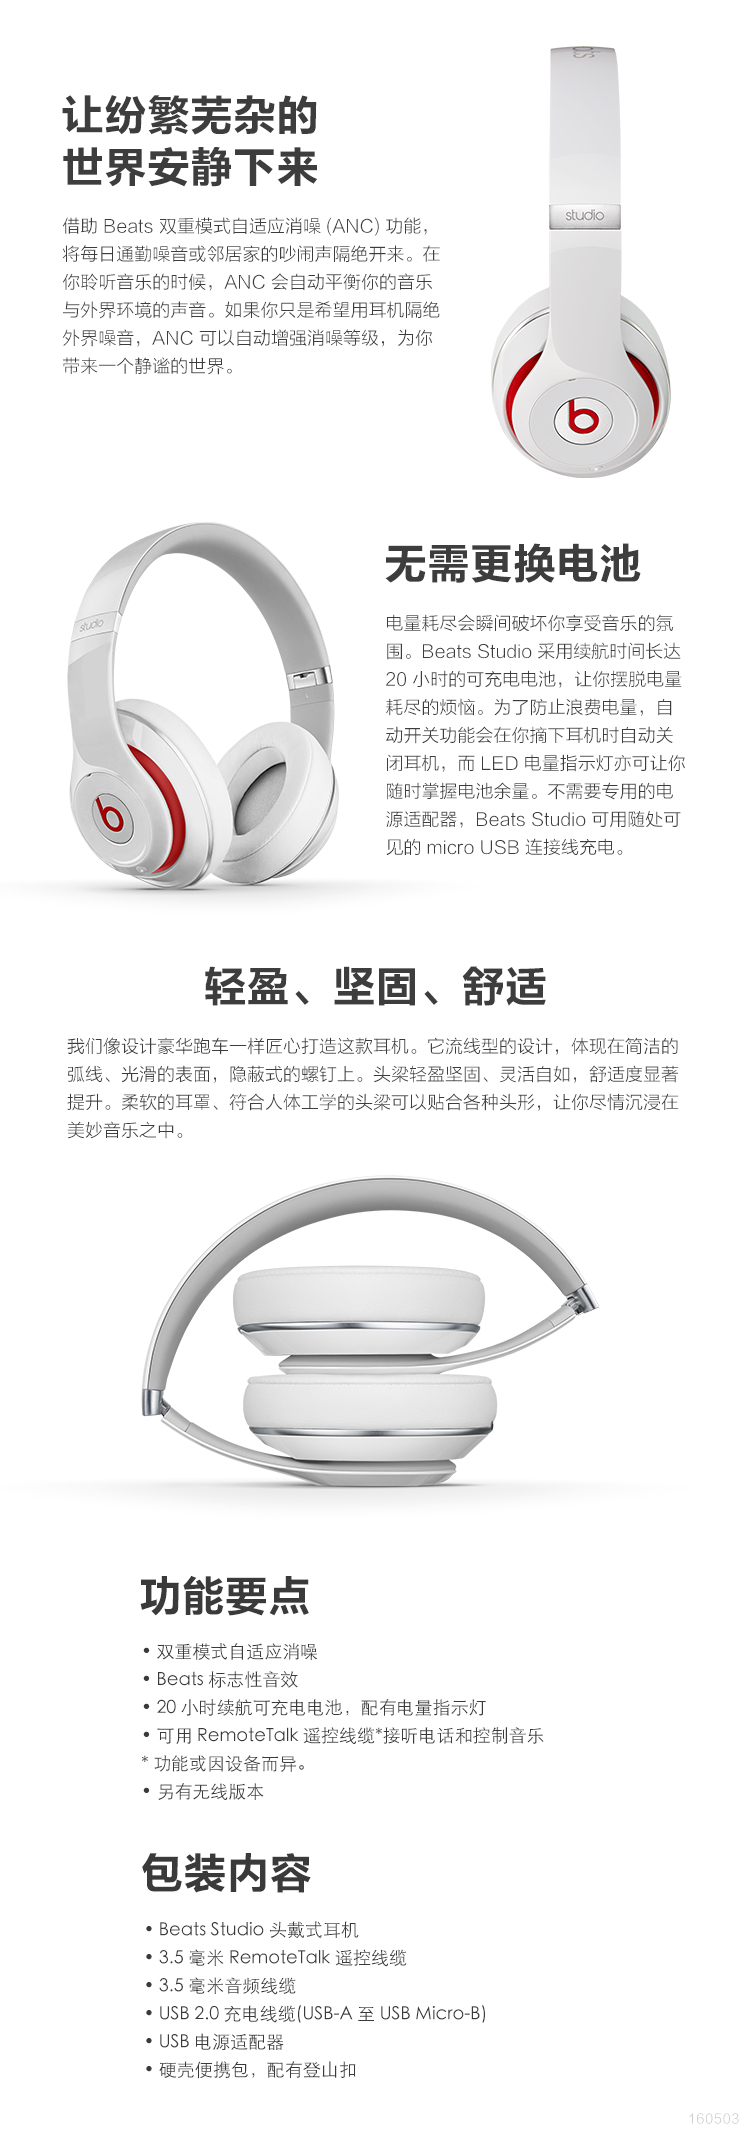 让纷繁芜杂的
世界安静下来
借助 Beats 双重模式自适应消噪 (ANC) 功能，
将每日通勤噪音或邻居家的吵闹声隔绝开来。在
你聆听音乐的时候，ANC 会自动平衡你的音乐
与外界环境的声音。如果你只是希望用耳机隔绝
外界噪音，ANC 可以自动增强消噪等级，为你
带来一个静谧的世界。
studio
b
无需更换电池
电量耗尽会瞬间破坏你享受音乐的氛
围。Beats Studio 采用续航时间长达
20 小时的可充电电池，让你摆脱电量
耗尽的烦恼。为了防止浪费电量，自
动开关功能会在你摘下耳机时自动关
闭耳机，而 LED 电量指示灯亦可让你
随时掌握电池余量。不需要专用的电
源适配器，Beats Studio 可用随处可
见的 micro USB 连接线充电。
studio
b
轻盈、坚固、舒适
我们像设计豪华跑车一样匠心打造这款耳机。它流线型的设计，体现在简洁的
弧线、光滑的表面，隐蔽式的螺钉上。头梁轻盈坚固、灵活自如，舒适度显著
提升。柔软的耳罩、符合人体工学的头梁可以贴合各种头形，让你尽情沉浸在
美妙音乐之中。
功能要点
• 双重模式自适应消噪
• Beats 标志性音效
• 20 小时续航可充电电池，配有电量指示灯
• 可用 RemoteTalk 遥控线缆*接听电话和控制音乐
* 功能或因设备而异。
• 另有无线版本
包装内容
• Beats Studio 头戴式耳机
• 3.5 毫米 RemoteTalk 遥控线缆
• 3.5 毫米音频线缆
• USB 2.0 充电线缆(USB-A 至 USB Micro-B)
• USB 电源适配器
• 硬壳便携包，配有登山扣
160503